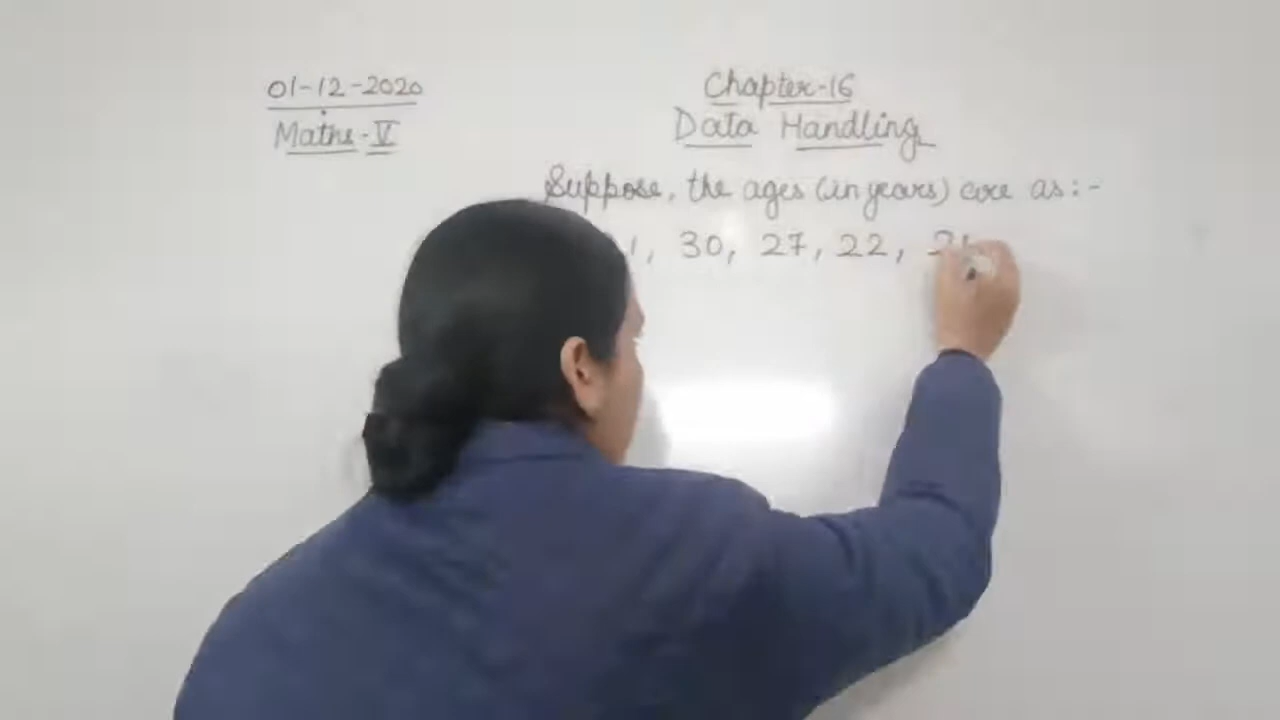 01-12-2020
Maths-V
Chapter-16
Data Handling
Suppose, the ages (in years) are as:-
30, 27, 22,